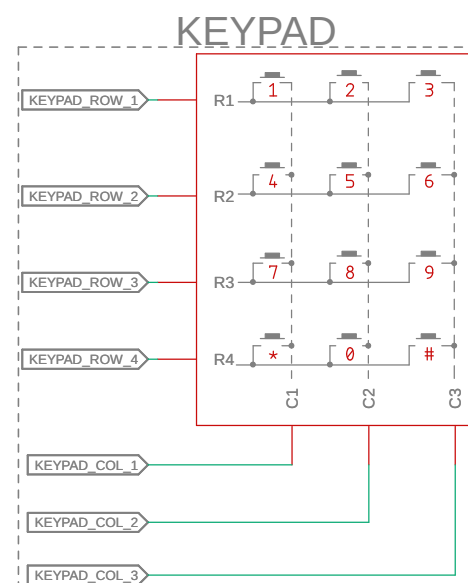 KEYPAD
KEYPAD_ROW_1 R1 1 2 3
KEYPAD_ROW_2 R2 4 5 6
KEYPAD_ROW_3 R3 7 8 9
KEYPAD_ROW_4 R4 * 0 #
C1 C2 C3
KEYPAD_COL_1
KEYPAD_COL_2
KEYPAD_COL_3